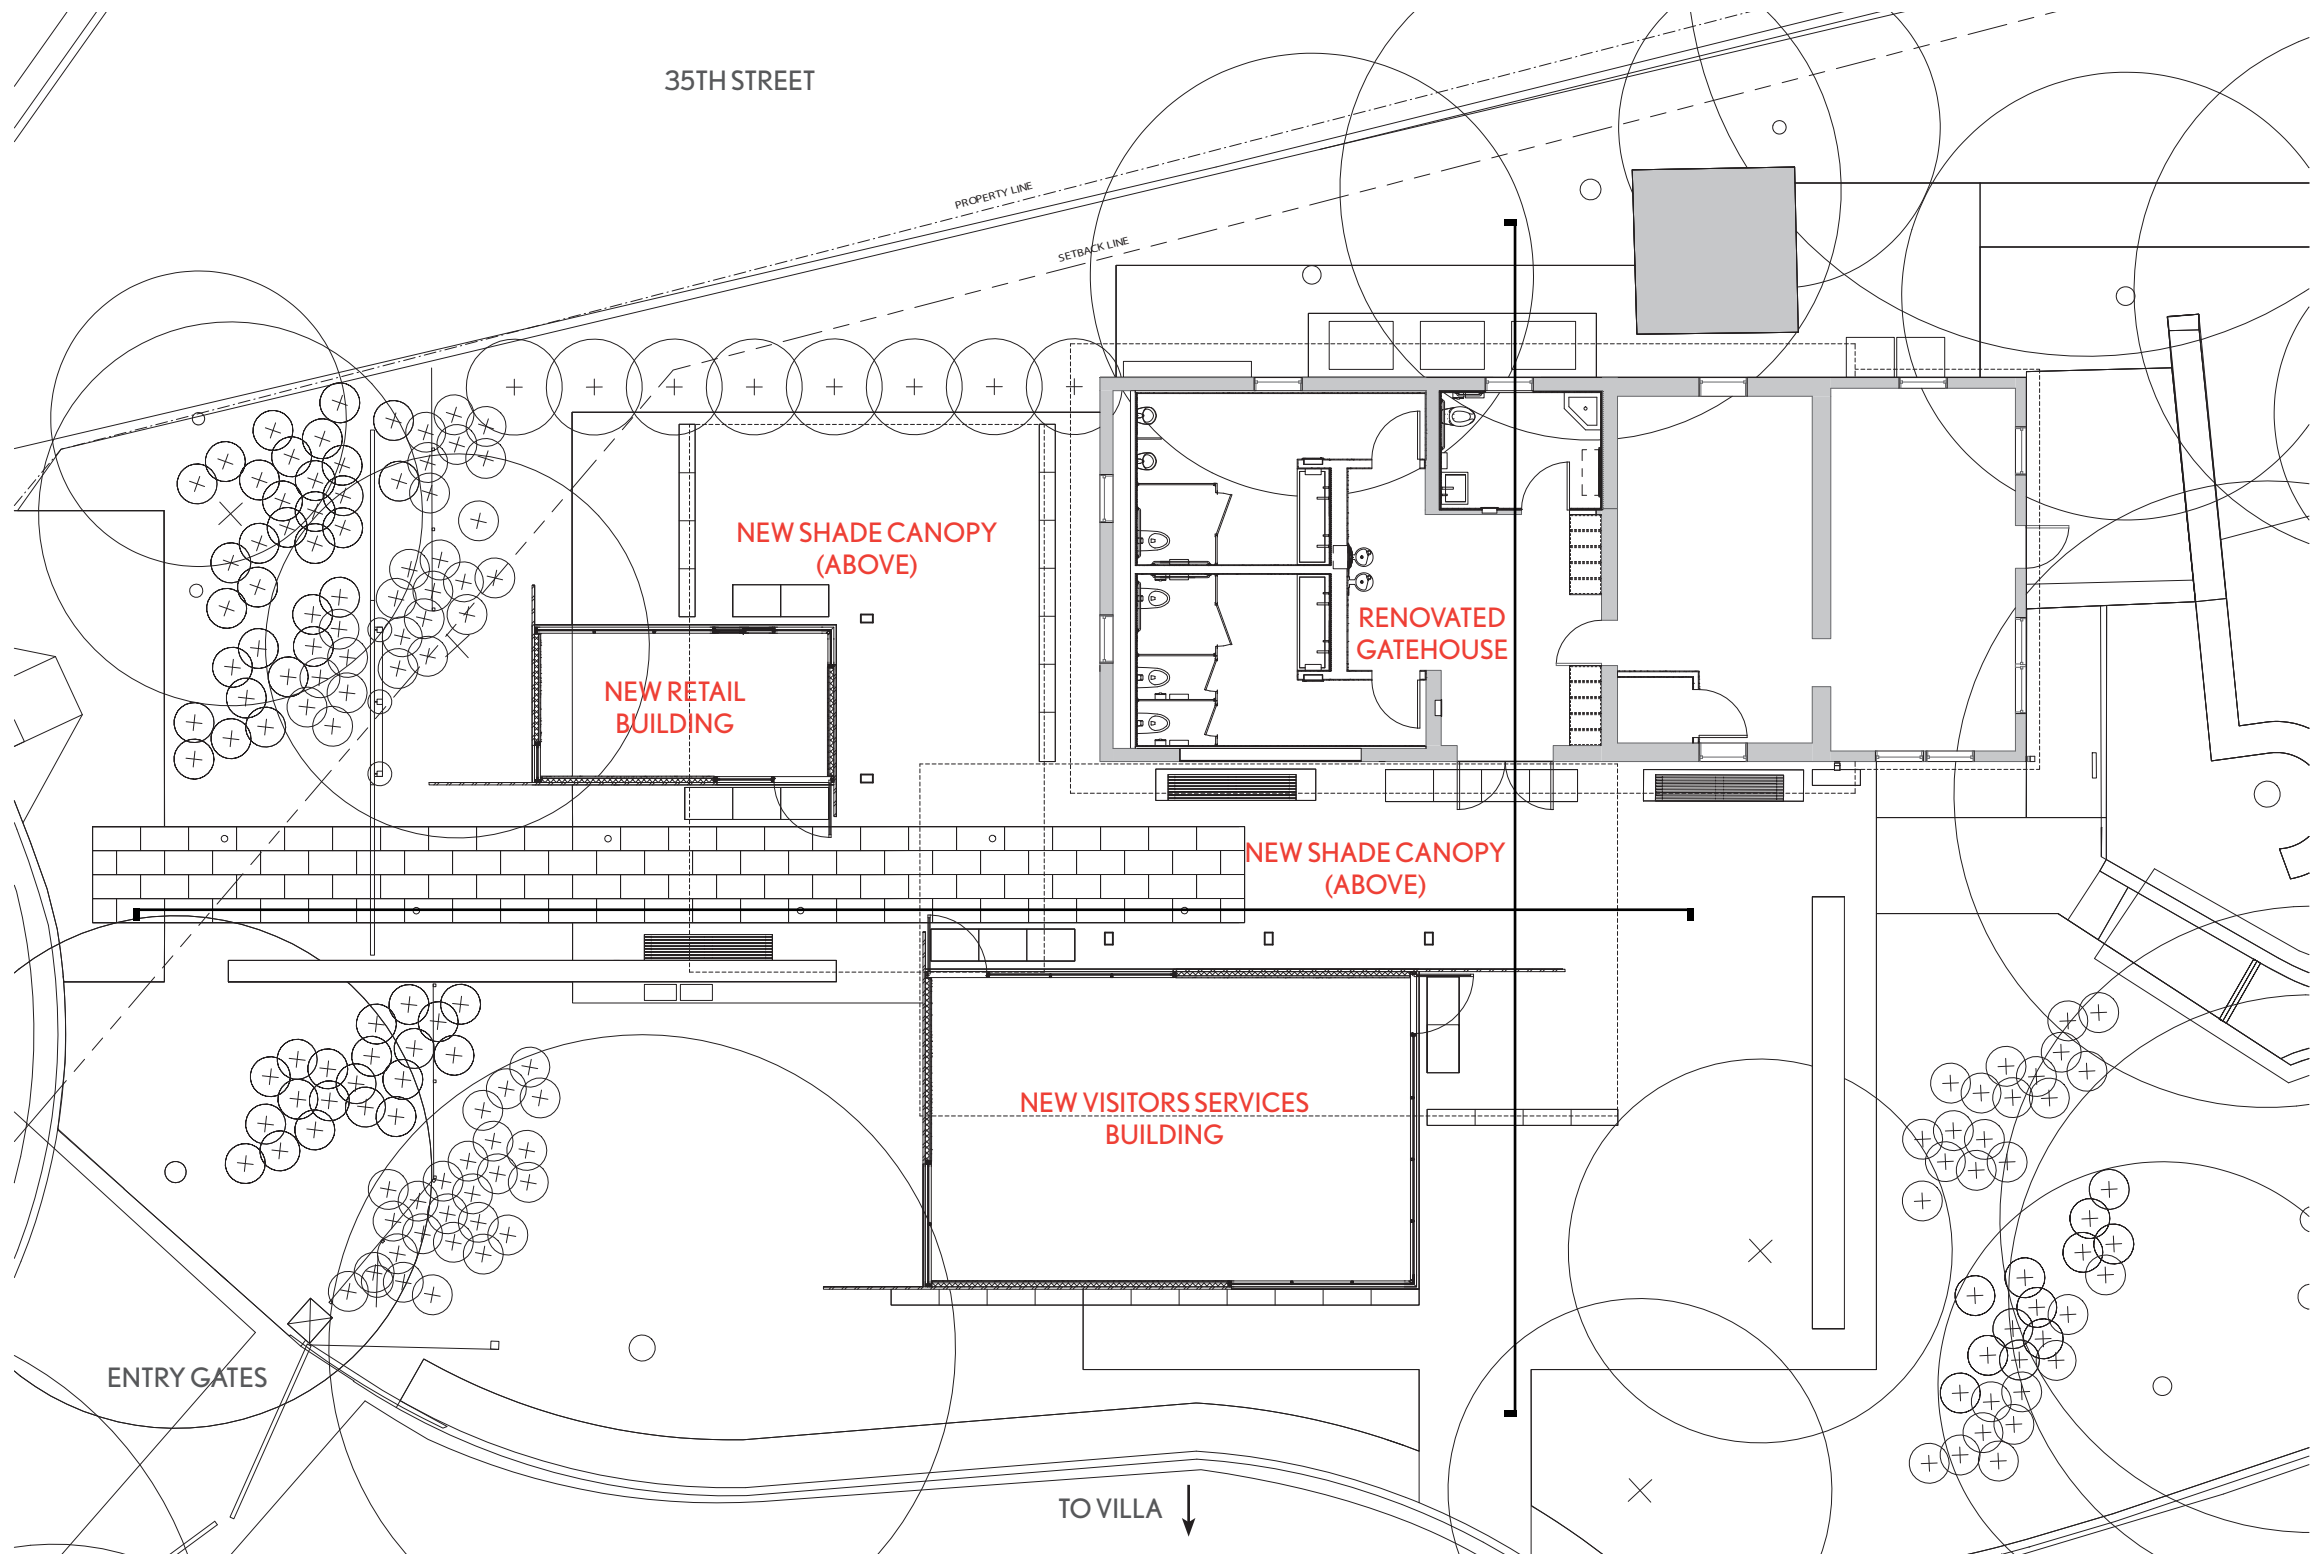 35TH STREET
PROPERTY LINE
SETBACK LINE
NEW SHADE CANOPY
(ABOVE)
RENOVATED
GATEHOUSE
NEW RETAIL
BUILDING
NEW SHADE CANOPY
(ABOVE)
NEW VISITORS SERVICES
BUILDING
ENTRY GATES
TO VILLA